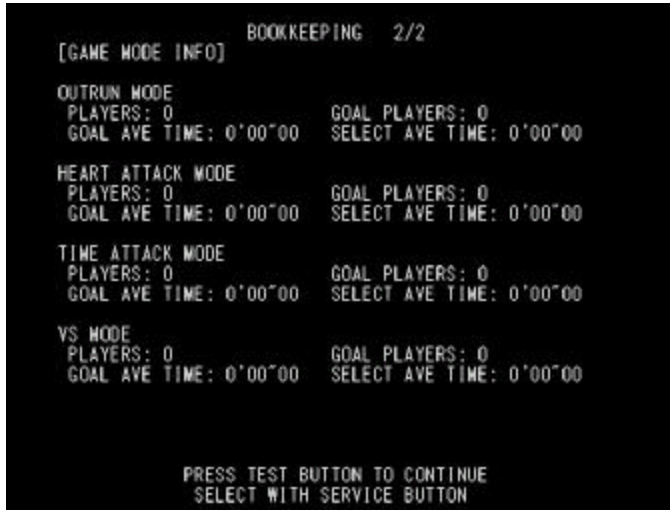 BOOKKEEPING 2/2
[GAME MODE INFO]
OUTRUN MODE
PLAYERS: 0 GOAL PLAYERS: 0
GOAL AVE TIME: 0'00"00 SELECT AVE TIME: 0'00"00
HEART ATTACK MODE
PLAYERS: 0 GOAL PLAYERS: 0
GOAL AVE TIME: 0'00"00 SELECT AVE TIME: 0'00"00
TIME ATTACK MODE
PLAYERS: 0 GOAL PLAYERS: 0
GOAL AVE TIME: 0'00"00 SELECT AVE TIME: 0'00"00
VS MODE
PLAYERS: 0 GOAL PLAYERS: 0
GOAL AVE TIME: 0'00"00 SELECT AVE TIME: 0'00"00
PRESS TEST BUTTON TO CONTINUE
SELECT WITH SERVICE BUTTON